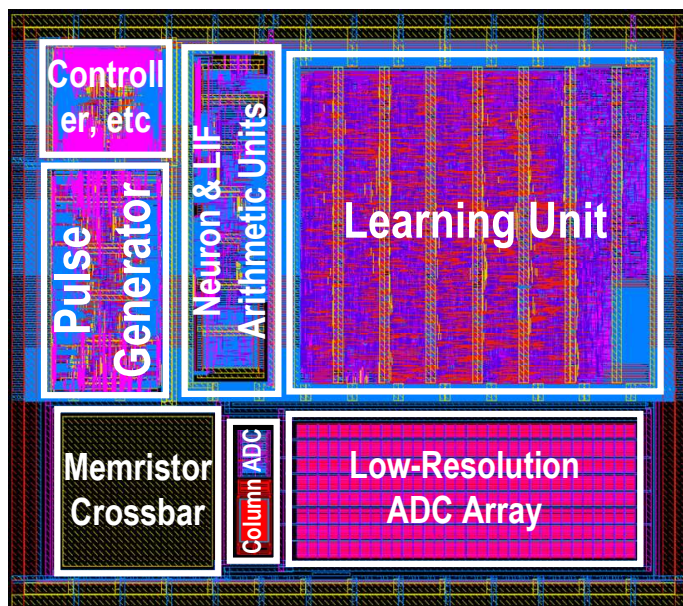 Controll
er, etc
Pulse
Generator
Neuron & LIF
Arithmetic Units
Learning Unit
Memristor
Crossbar
Column ADC
Low-Resolution
ADC Array